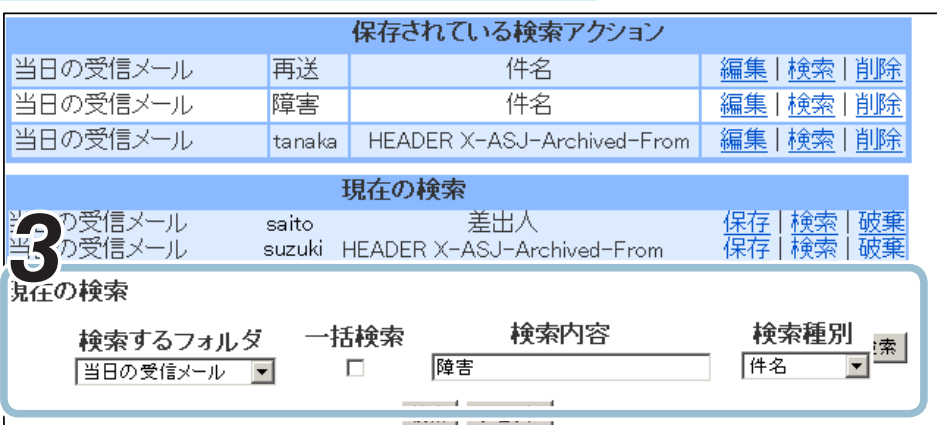 保存されている検索アクション
当日の受信メール 再送 件名 編集 | 検索 | 削除
当日の受信メール 障害 件名 編集 | 検索 | 削除
当日の受信メール tanaka HEADER X-ASJ-Archived-From 編集 | 検索 | 削除
現在の検索
の受信メール saito 差出人 保存 | 検索 | 破棄
の受信メール suzuki HEADER X-ASJ-Archived-From 保存 | 検索 | 破棄
3
現在の検索
検索するフォルダ 一括検索 検索内容 検索種別
当日の受信メール 障害 件名 索